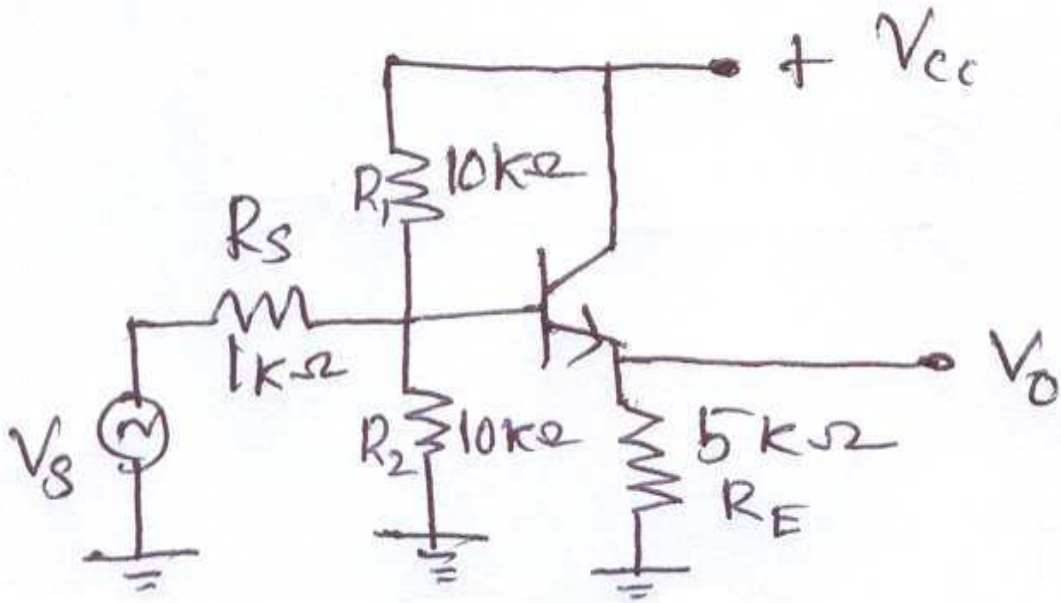 + Vcc
R1 10KΩ
RS
1KΩ
VS
R2 10KΩ
VO
5KΩ
RE